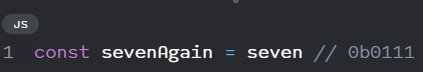 JS
1 const sevenAgain = seven // 0b0111